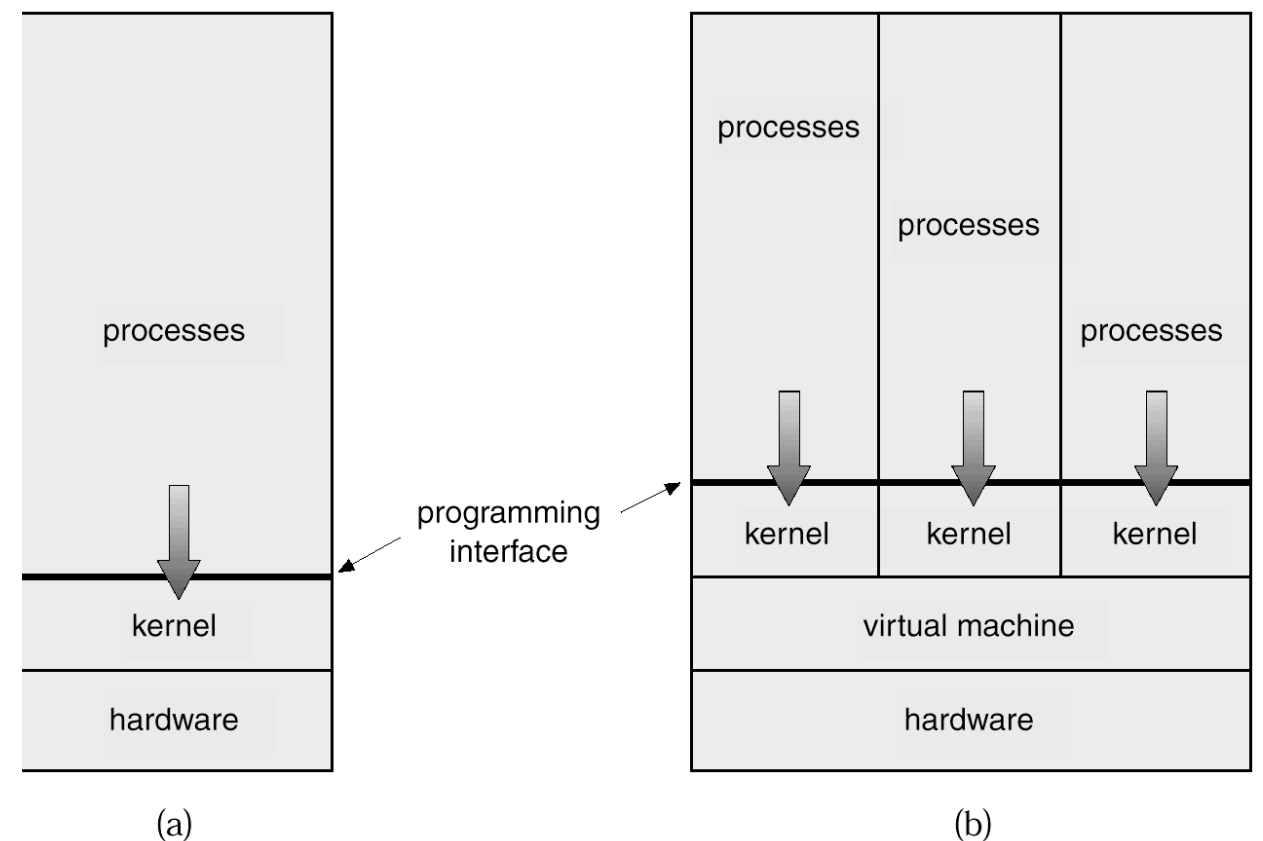 processes
kernel
hardware
(a)
programming
interface
processes
processes
processes
kernel
kernel
kernel
virtual machine
hardware
(b)